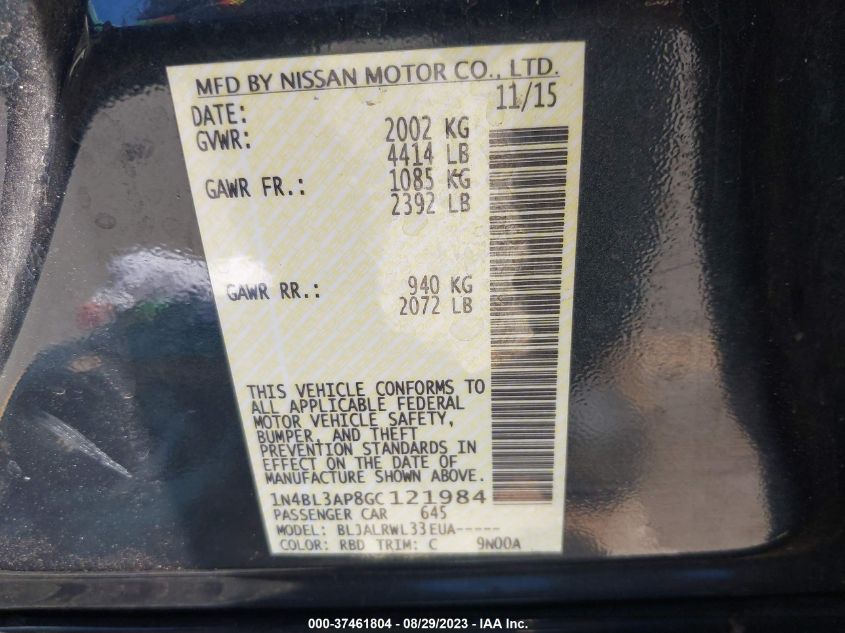 MFD BY NISSAN MOTOR CO., LTD.
DATE: 11/15
GVWR: 2002 KG
4414 LB
GAWR FR.: 1085 KG
2392 LB
GAWR RR.: 940 KG
2072 LB
THIS VEHICLE CONFORMS TO
ALL APPLICABLE FEDERAL
MOTOR VEHICLE SAFETY,
BUMPER, AND THEFT
PREVENTION STANDARDS IN
EFFECT ON THE DATE OF
MANUFACTURE SHOWN ABOVE.
1N4BL3AP8GC121984
PASSENGER CAR 645
MODEL: BLJALRWL33EUA-----
COLOR: RBD TRIM: C 9N00A
000-37461804 - 08/29/2023 - IAA Inc.